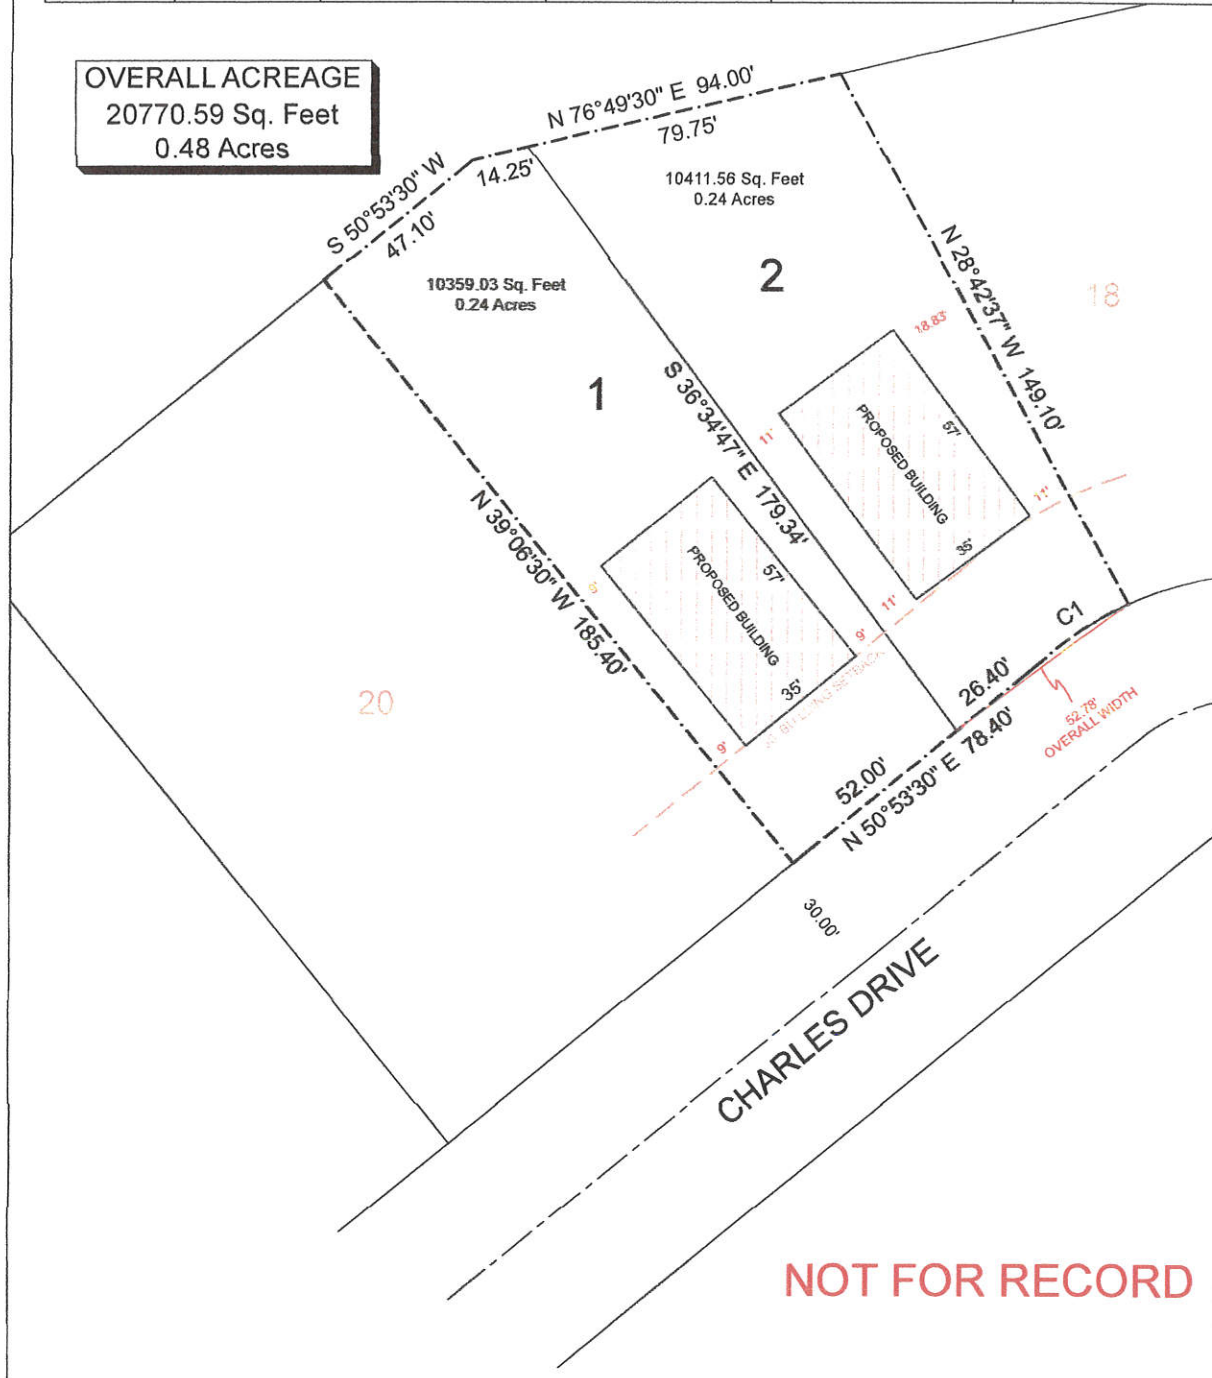 OVERALL ACREAGE
20770.59 Sq. Feet
0.48 Acres
N 76°49'30" E 94.00'
79.75'
14.25'
S 50°53'30" W
47.10'
10411.56 Sq. Feet
0.24 Acres
2
10359.03 Sq. Feet
0.24 Acres
1
N 28°42'37" W 149.10'
18
18.83'
S 36°34'47" E 179.34'
11'
PROPOSED BUILDING
57'
35'
11'
11'
N 39°06'30" W 185.40'
PROPOSED BUILDING
57'
35'
9'
9'
BUILDING SETBACK
20
C1
26.40'
52.00'
N 50°53'30" E 78.40'
52.78'
OVERALL WIDTH
30.00'
CHARLES DRIVE
NOT FOR RECORD